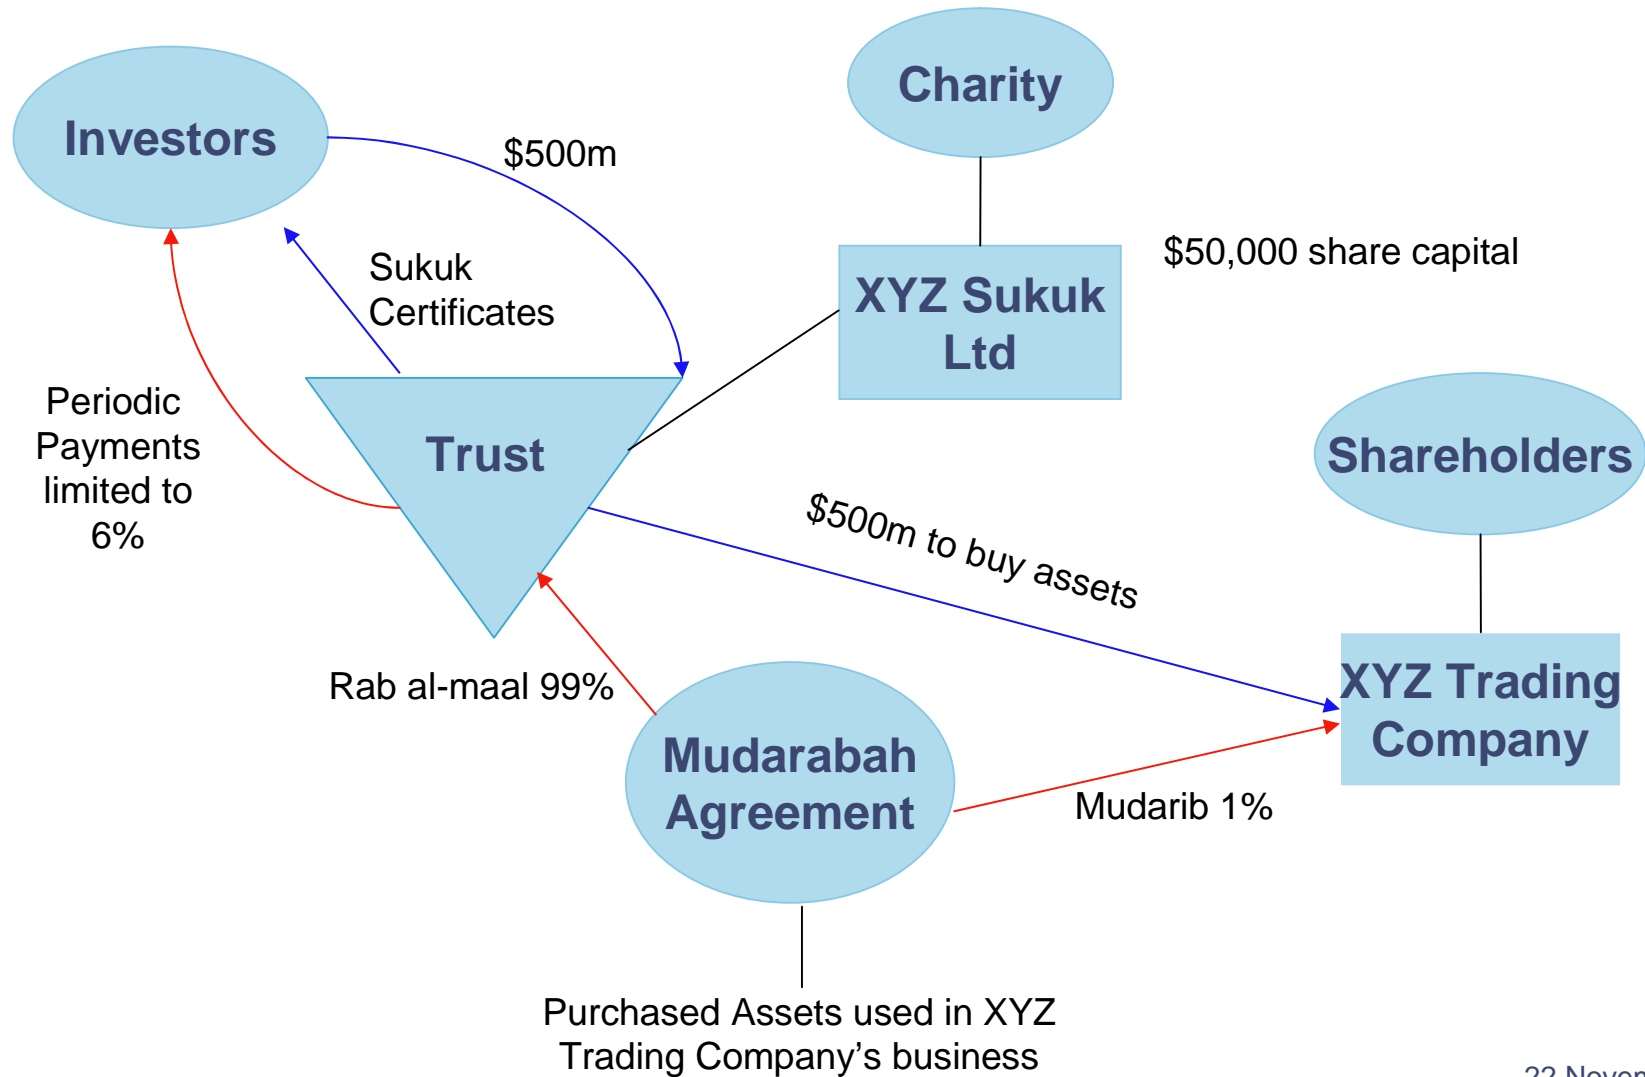 Charity
Investors
$500m
$50,000 share capital
Sukuk
Certificates
XYZ Sukuk
Ltd
Periodic
Payments
limited to
6%
Trust
Shareholders
$500m to buy assets
Rab al-maal 99%
XYZ Trading
Company
Mudarabah
Agreement
Mudarib 1%
Purchased Assets used in XYZ
Trading Company’s business
22